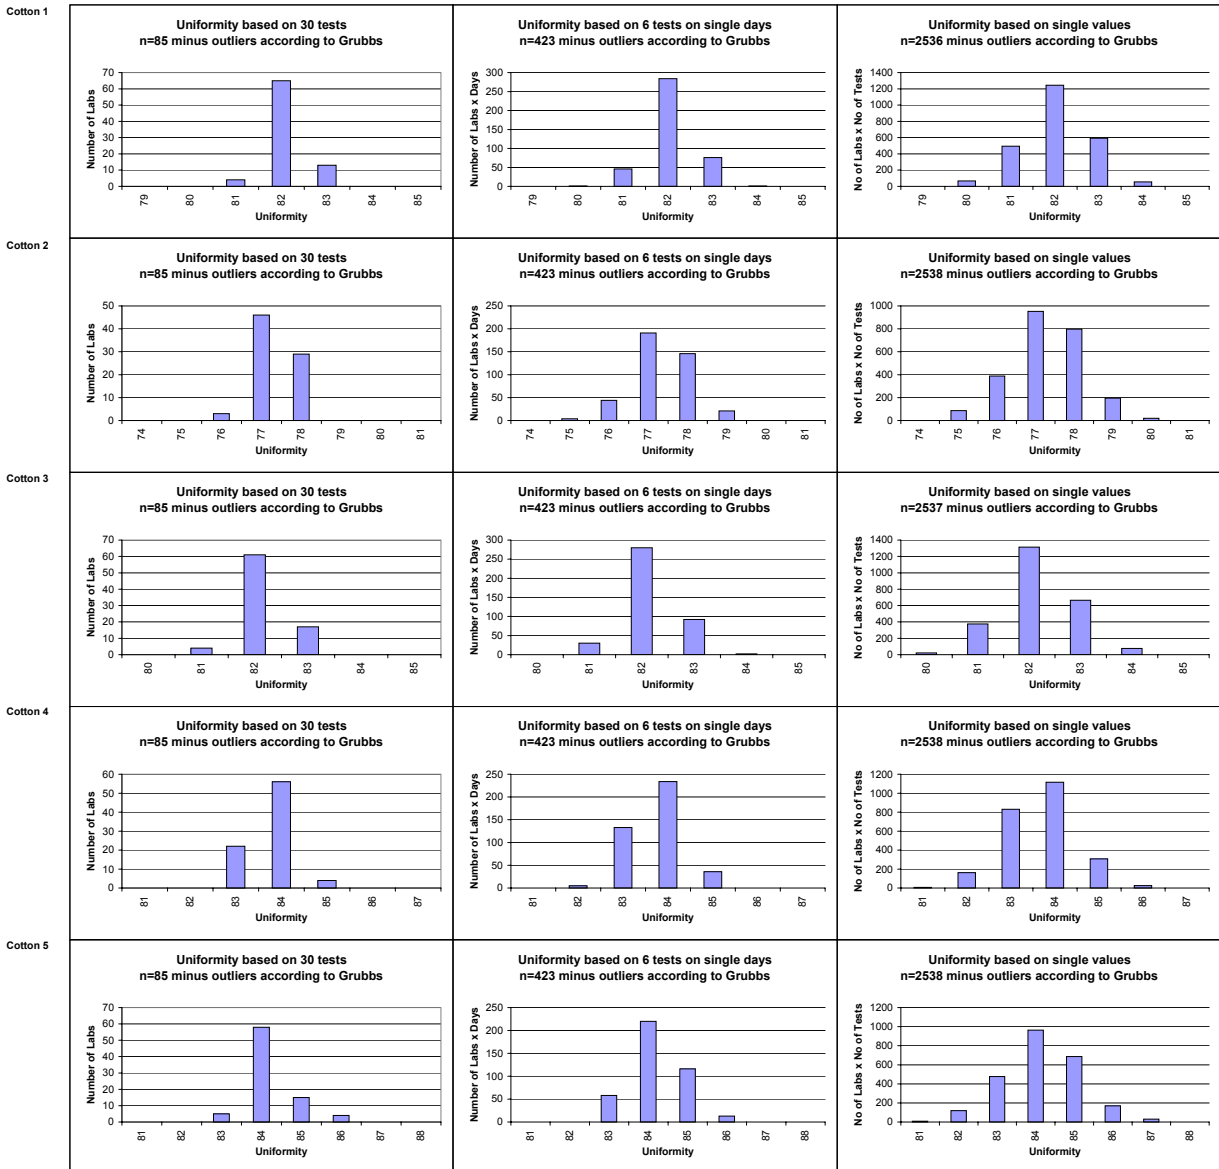 Cotton 1
Uniformity based on 30 tests
n=85 minus outliers according to Grubbs
Number of Labs
70
60
50
40
30
20
10
0
79 80 81 82 83 84 85
Uniformity
Uniformity based on 6 tests on single days
n=423 minus outliers according to Grubbs
Number of Labs x Days
300
250
200
150
100
50
0
79 80 81 82 83 84 85
Uniformity
Uniformity based on single values
n=2536 minus outliers according to Grubbs
No of Labs x No of Tests
1400
1200
1000
800
600
400
200
0
79 80 81 82 83 84 85
Uniformity
Cotton 2
Uniformity based on 30 tests
n=85 minus outliers according to Grubbs
Number of Labs
50
40
30
20
10
0
74 75 76 77 78 79 80 81
Uniformity
Uniformity based on 6 tests on single days
n=423 minus outliers according to Grubbs
Number of Labs x Days
250
200
150
100
50
0
74 75 76 77 78 79 80 81
Uniformity
Uniformity based on single values
n=2538 minus outliers according to Grubbs
No of Labs x No of Tests
1000
800
600
400
200
0
74 75 76 77 78 79 80 81
Uniformity
Cotton 3
Uniformity based on 30 tests
n=85 minus outliers according to Grubbs
Number of Labs
70
60
50
40
30
20
10
0
80 81 82 83 84 85
Uniformity
Uniformity based on 6 tests on single days
n=423 minus outliers according to Grubbs
Number of Labs x Days
300
250
200
150
100
50
0
80 81 82 83 84 85
Uniformity
Uniformity based on single values
n=2537 minus outliers according to Grubbs
No of Labs x No of Tests
1400
1200
1000
800
600
400
200
0
80 81 82 83 84 85
Uniformity
Cotton 4
Uniformity based on 30 tests
n=85 minus outliers according to Grubbs
Number of Labs
60
50
40
30
20
10
0
81 82 83 84 85 86 87
Uniformity
Uniformity based on 6 tests on single days
n=423 minus outliers according to Grubbs
Number of Labs x Days
250
200
150
100
50
0
81 82 83 84 85 86 87
Uniformity
Uniformity based on single values
n=2538 minus outliers according to Grubbs
No of Labs x No of Tests
1200
1000
800
600
400
200
0
81 82 83 84 85 86 87
Uniformity
Cotton 5
Uniformity based on 30 tests
n=85 minus outliers according to Grubbs
Number of Labs
70
60
50
40
30
20
10
0
81 82 83 84 85 86 87 88
Uniformity
Uniformity based on 6 tests on single days
n=423 minus outliers according to Grubbs
Number of Labs x Days
250
200
150
100
50
0
81 82 83 84 85 86 87 88
Uniformity
Uniformity based on single values
n=2538 minus outliers according to Grubbs
No of Labs x No of Tests
1200
1000
800
600
400
200
0
81 82 83 84 85 86 87 88
Uniformity